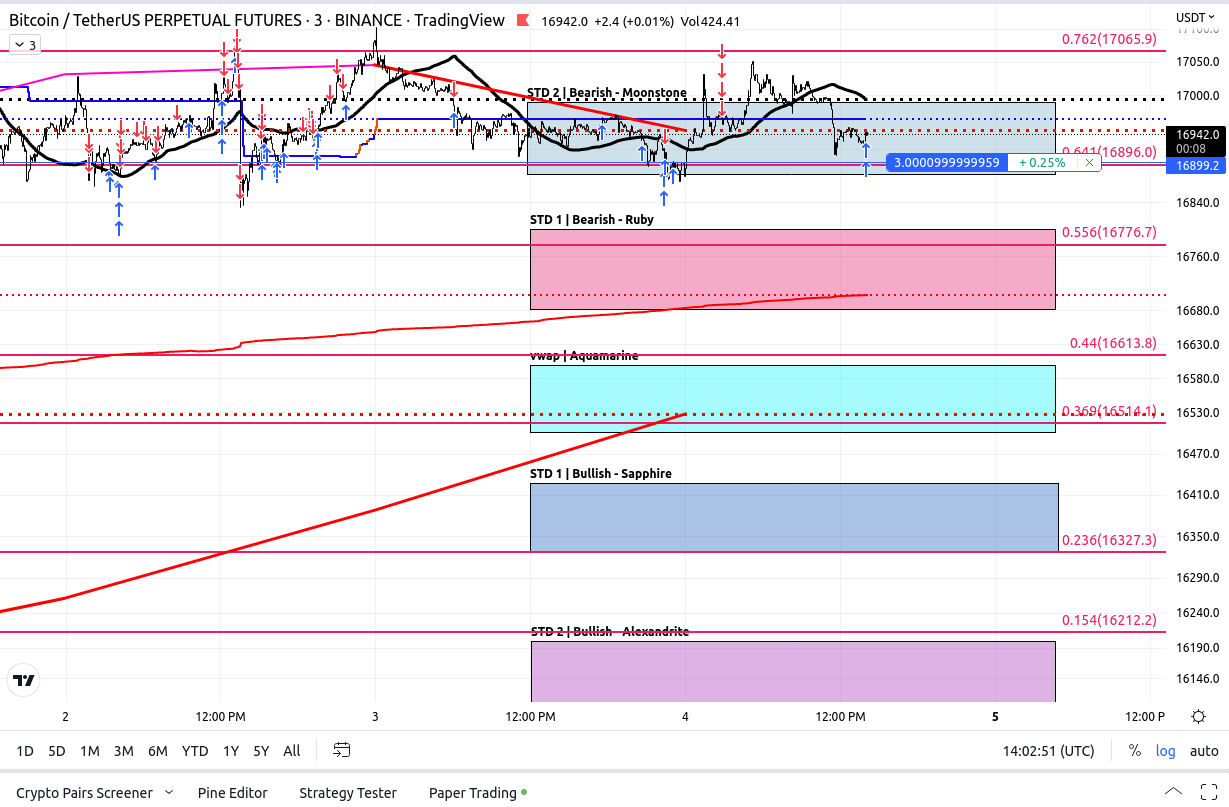 Bitcoin / TetherUS PERPETUAL FUTURES · 3 · BINANCE · TradingView 16942.0 +2.4 (+0.01%) Vol424.41
USDT
3
17100.0
0.762(17065.9)
17050.0
STD 2 | Bearish - Moonstone
17000.0
16942.0
00:08
0.641(16896.0)
3.0000999999959 +0.25%
16899.2
16840.0
STD 1 | Bearish - Ruby
0.556(16776.7)
16760.0
16680.0
0.44(16613.8)
16630.0
vwap | Aquamarine
16580.0
0.369(16514.1)
16530.0
STD 1 | Bullish - Sapphire
16470.0
16410.0
0.236(16327.3)
16350.0
16290.0
0.154(16212.2)
16240.0
STD 2 | Bullish - Alexandrite
16190.0
16146.0
2 12:00 PM 3 12:00 PM 4 12:00 PM 5 12:00 P
1D 5D 1M 3M 6M YTD 1Y 5Y All 14:02:51 (UTC) % log auto
Crypto Pairs Screener Pine Editor Strategy Tester Paper Trading